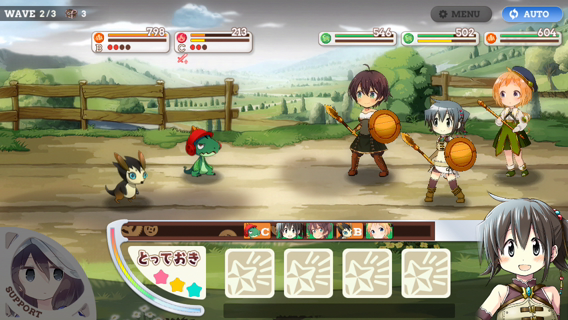 WAVE 2/3 3
MENU
AUTO
798
213
546
502
604
B
C
C
B
とっておき
SUPPORT